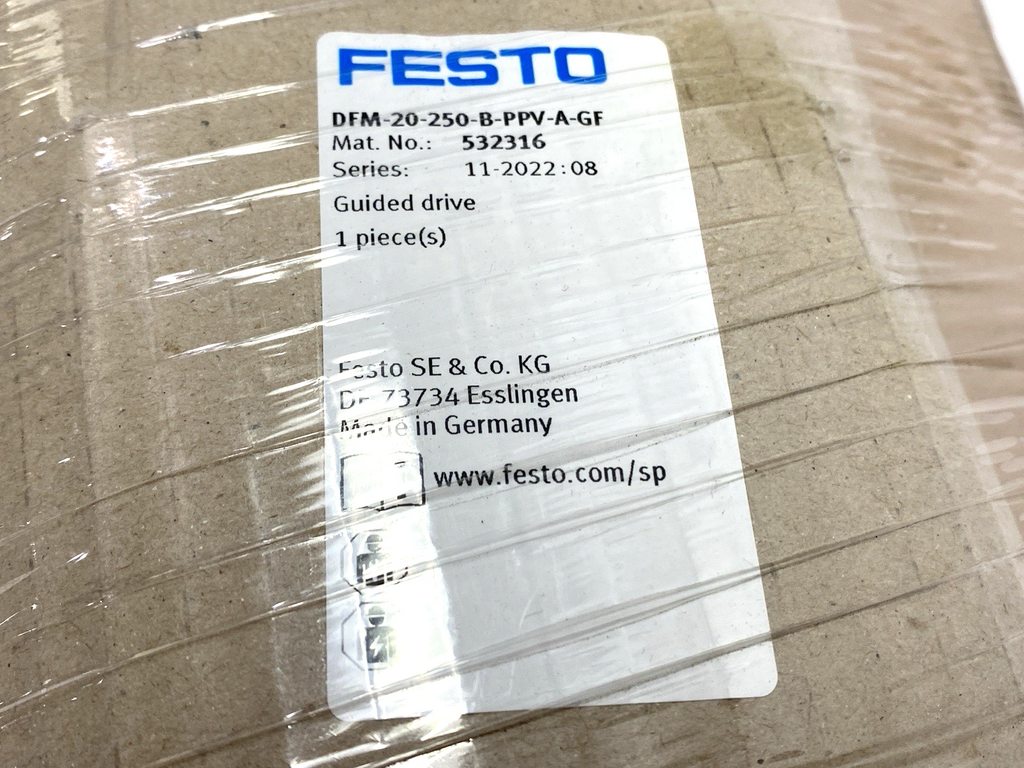 FESTO
DFM-20-250-B-PPV-A-GF
Mat. No.: 532316
Series: 11-2022:08
Guided drive
1 piece(s)
Festo SE & Co. KG
DE-73734 Esslingen
Made in Germany
www.festo.com/sp